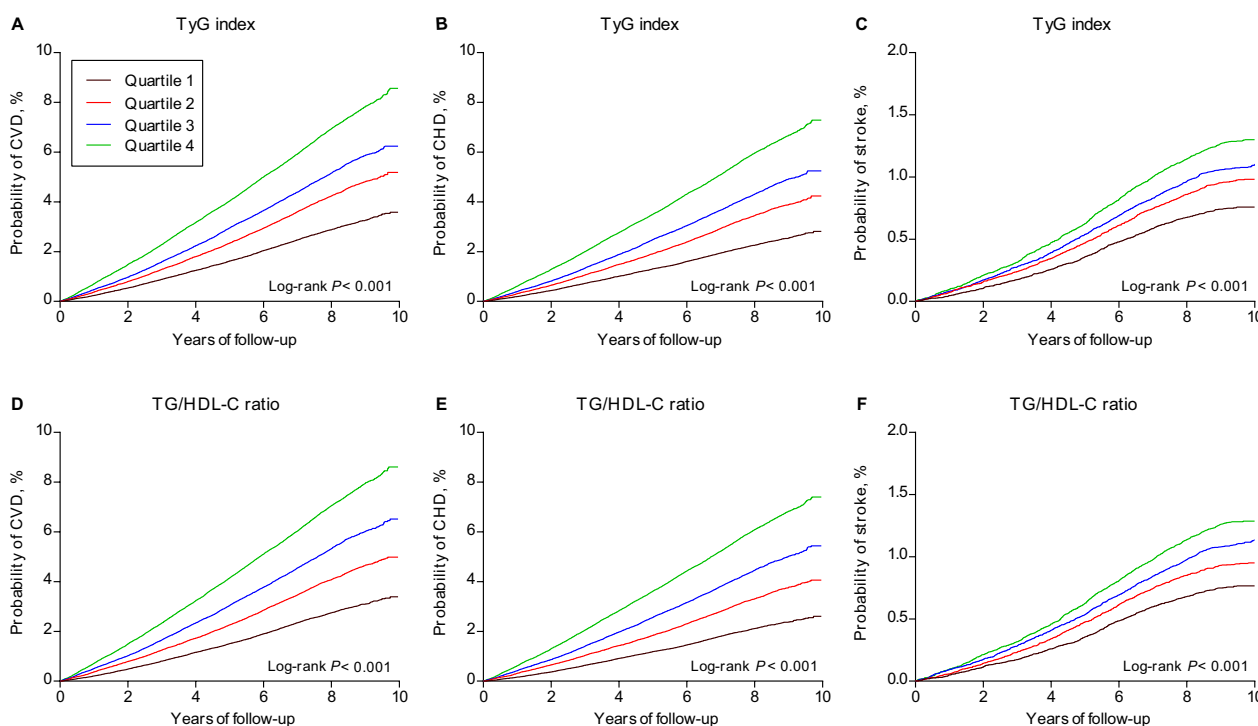 A
TyG index
Probability of CVD, %
10
8
6
4
2
0
Quartile 1
Quartile 2
Quartile 3
Quartile 4
Log-rank P< 0.001
0 2 4 6 8 10
Years of follow-up
B
TyG index
Probability of CHD, %
10
8
6
4
2
0
Log-rank P< 0.001
0 2 4 6 8 10
Years of follow-up
C
TyG index
Probability of stroke, %
2.0
1.5
1.0
0.5
0.0
Log-rank P< 0.001
0 2 4 6 8 10
Years of follow-up
D
TG/HDL-C ratio
Probability of CVD, %
10
8
6
4
2
0
Log-rank P< 0.001
0 2 4 6 8 10
Years of follow-up
E
TG/HDL-C ratio
Probability of CHD, %
10
8
6
4
2
0
Log-rank P< 0.001
0 2 4 6 8 10
Years of follow-up
F
TG/HDL-C ratio
Probability of stroke, %
2.0
1.5
1.0
0.5
0.0
Log-rank P< 0.001
0 2 4 6 8 10
Years of follow-up